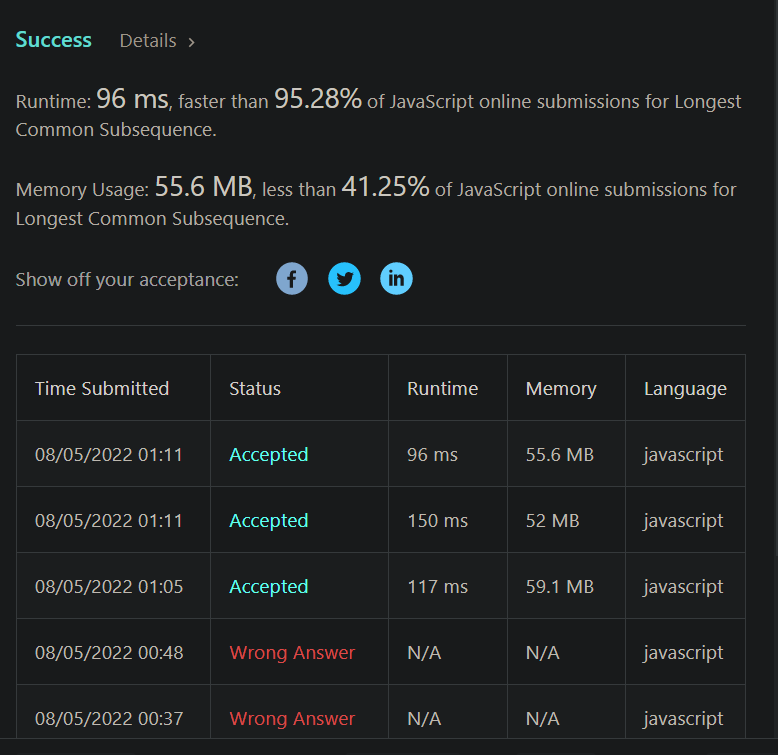 Success Details >
Runtime: 96 ms, faster than 95.28% of JavaScript online submissions for Longest
Common Subsequence.
Memory Usage: 55.6 MB, less than 41.25% of JavaScript online submissions for
Longest Common Subsequence.
Show off your acceptance:
Time Submitted Status Runtime Memory Language
08/05/2022 01:11 Accepted 96 ms 55.6 MB javascript
08/05/2022 01:11 Accepted 150 ms 52 MB javascript
08/05/2022 01:05 Accepted 117 ms 59.1 MB javascript
08/05/2022 00:48 Wrong Answer N/A N/A javascript
08/05/2022 00:37 Wrong Answer N/A N/A javascript